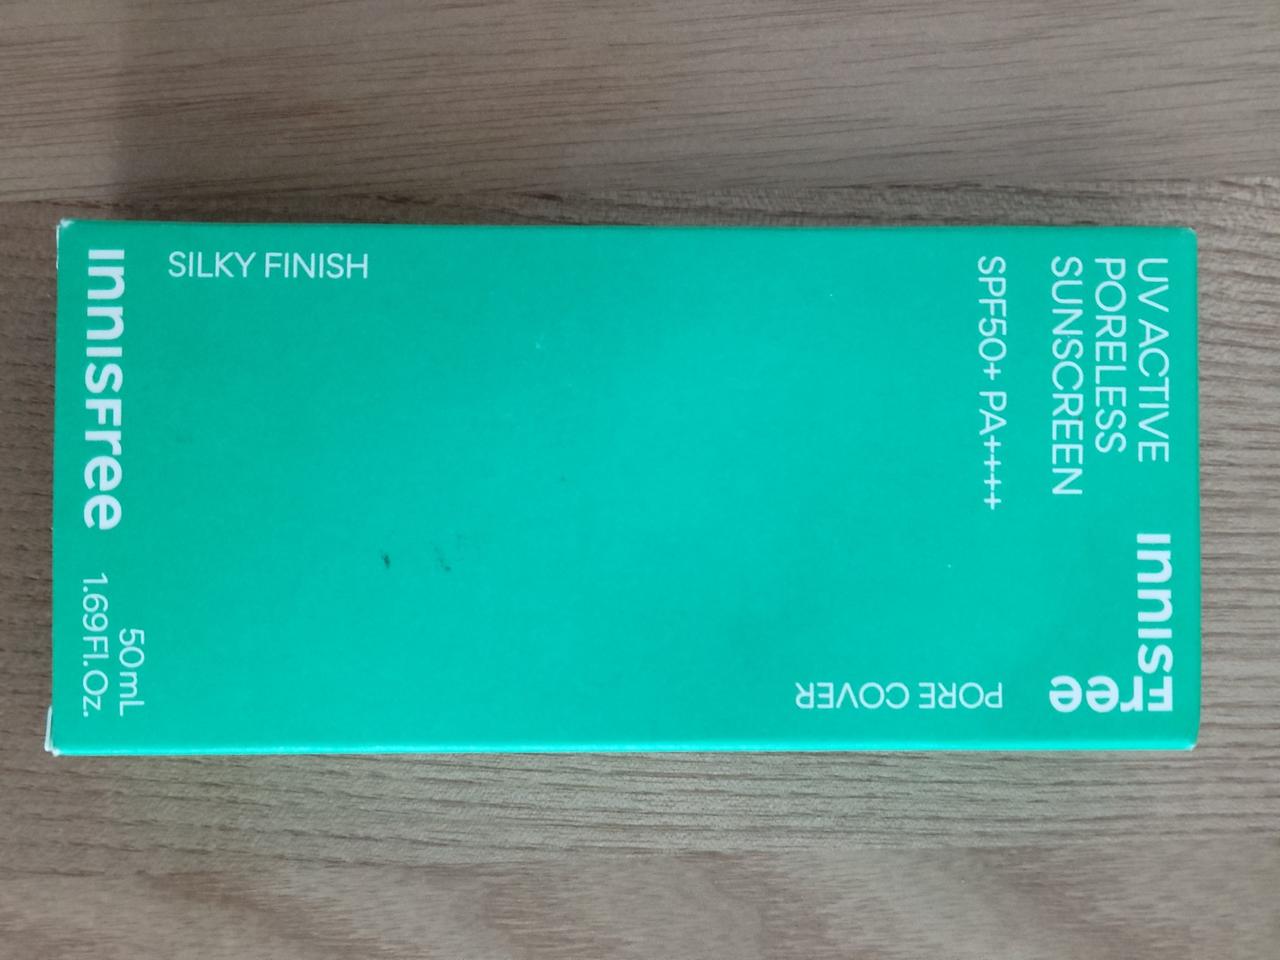 UV ACTIVE
PORELESS
SUNSCREEN
SPF50+ PA++++
INNISFree
PORE COVER
SILKY FINISH
INNISFree
50mL
1.69Fl.Oz.